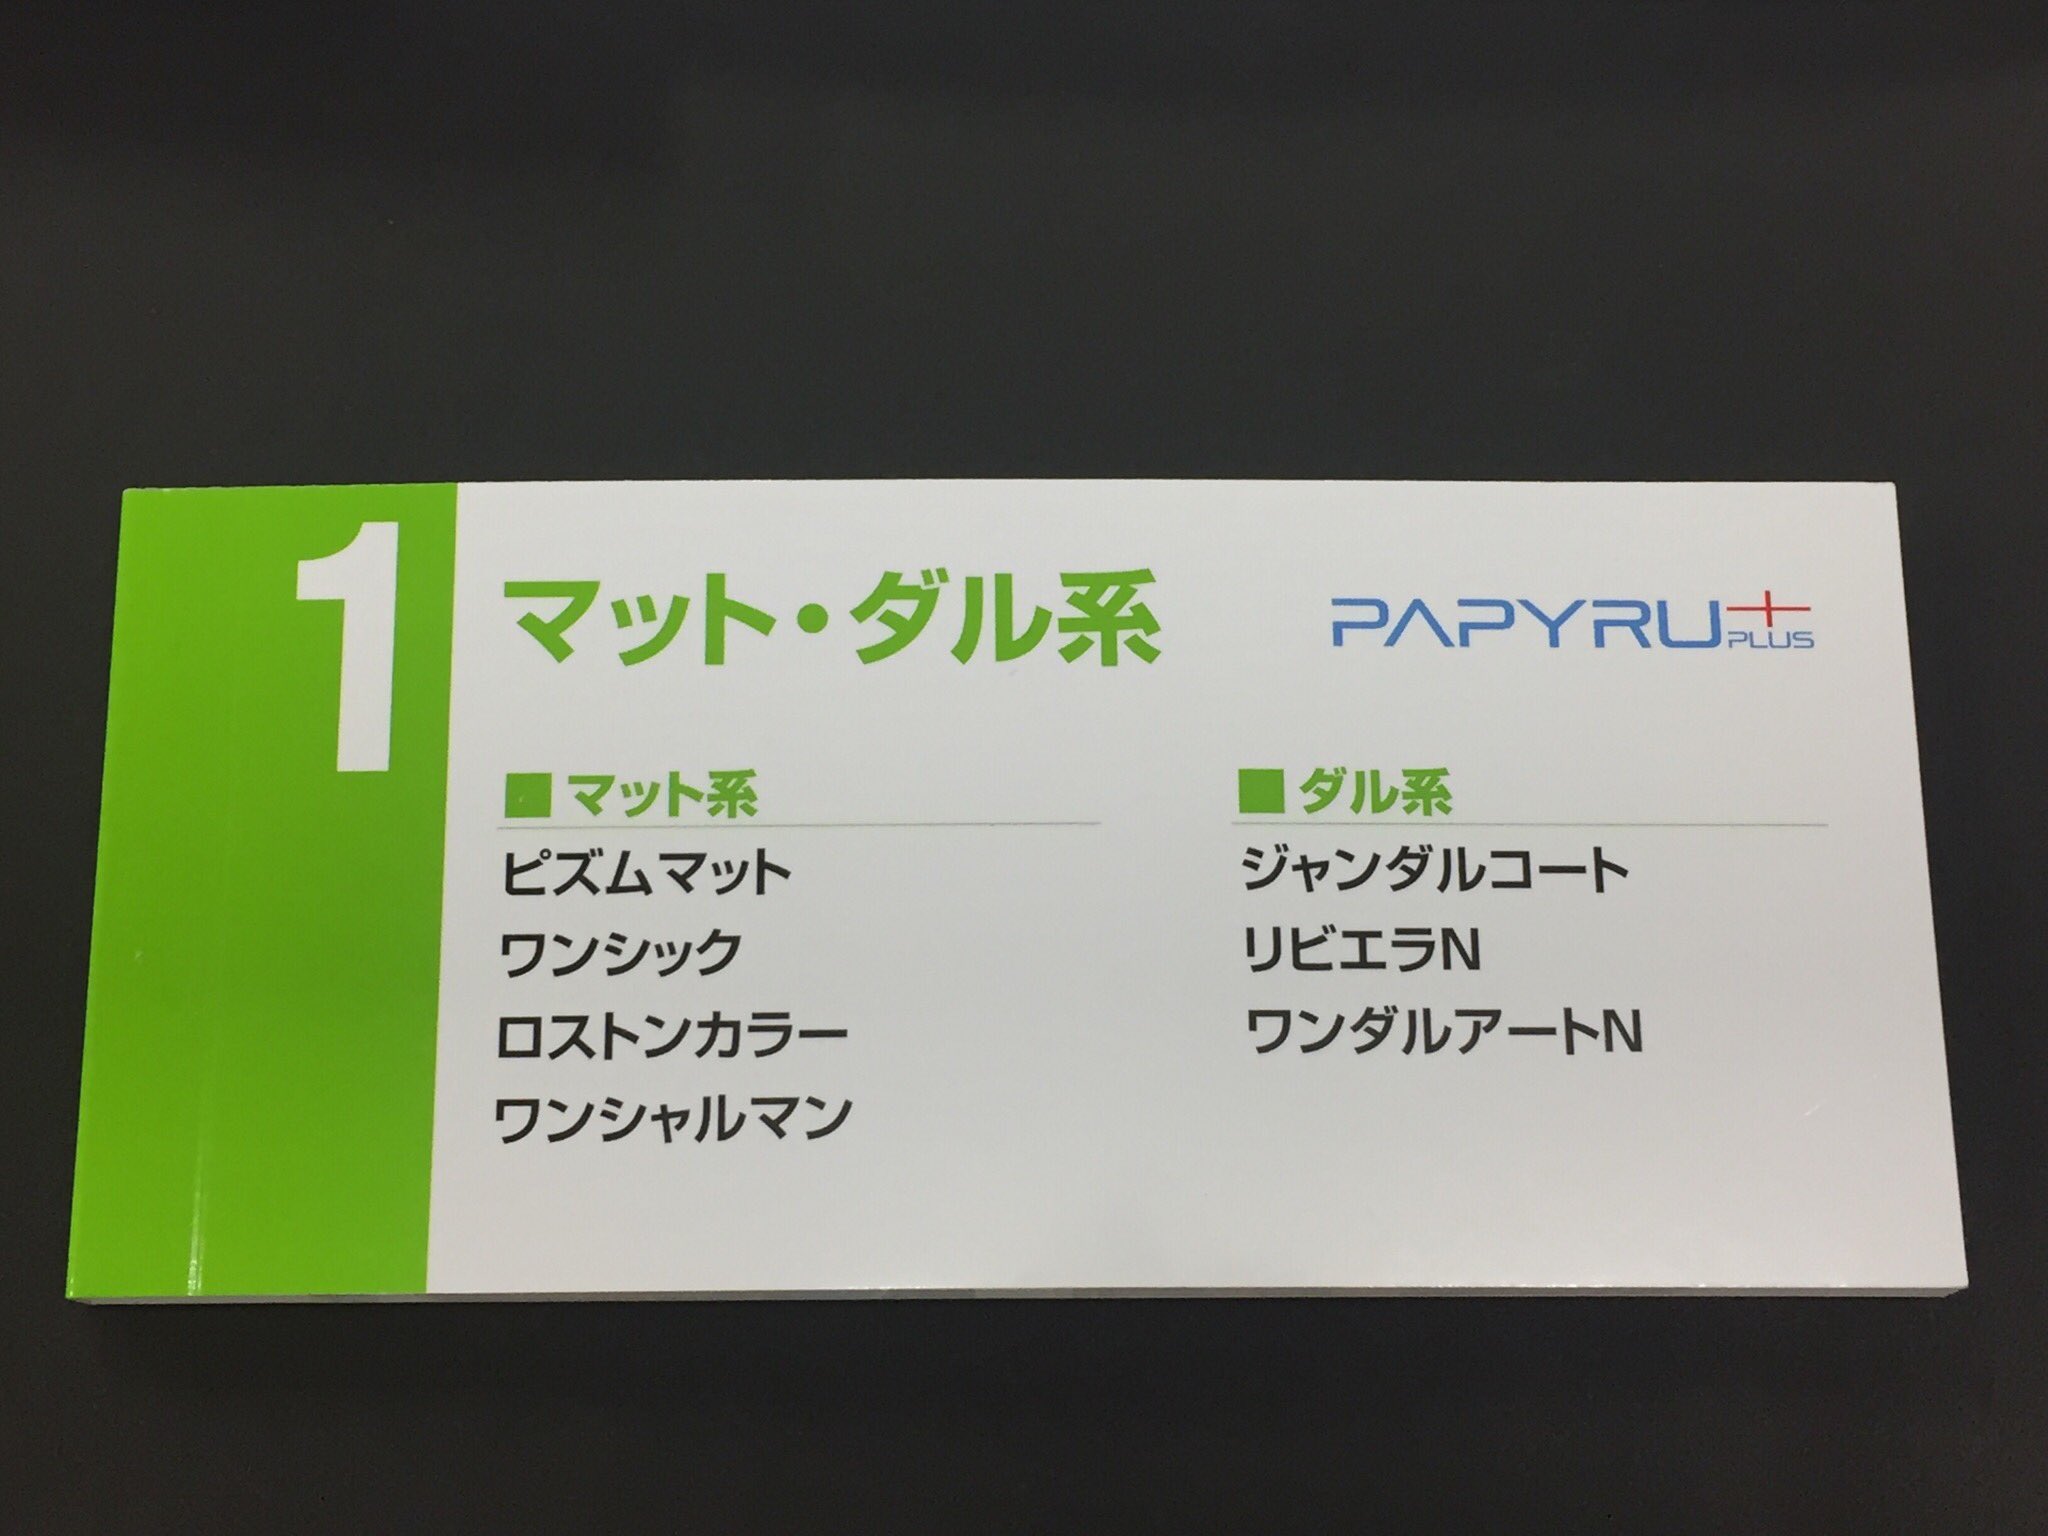 1
マット・ダル系
PAPYRU+
PLUS
■マット系
ピズムマット
ワンシック
ロストンカラー
ワンシャルマン
■ダル系
ジャンダルコート
リビエラN
ワンダルアートN